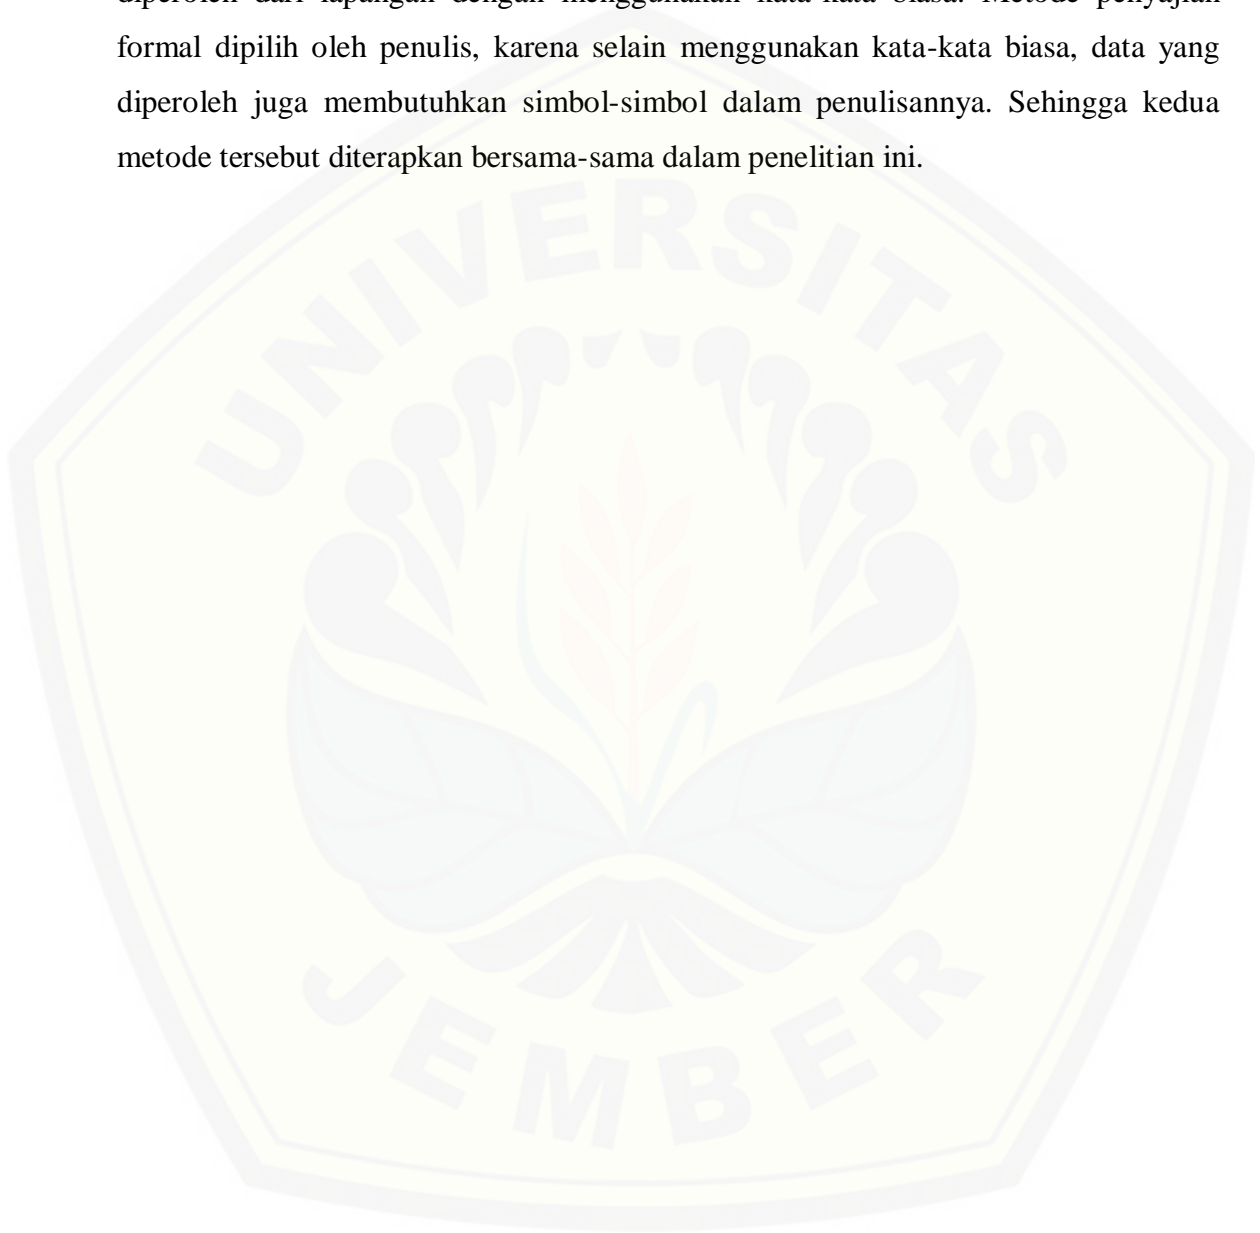 diperoleh dari lapangan dengan menggunakan kata-kata biasa. Metode penyajian
formal dipilih oleh penulis, karena selain menggunakan kata-kata biasa, data yang
diperoleh juga membutuhkan simbol-simbol dalam penulisannya. Sehingga kedua
metode tersebut diterapkan bersama-sama dalam penelitian ini.
UNIVERSITAS
JEMBER